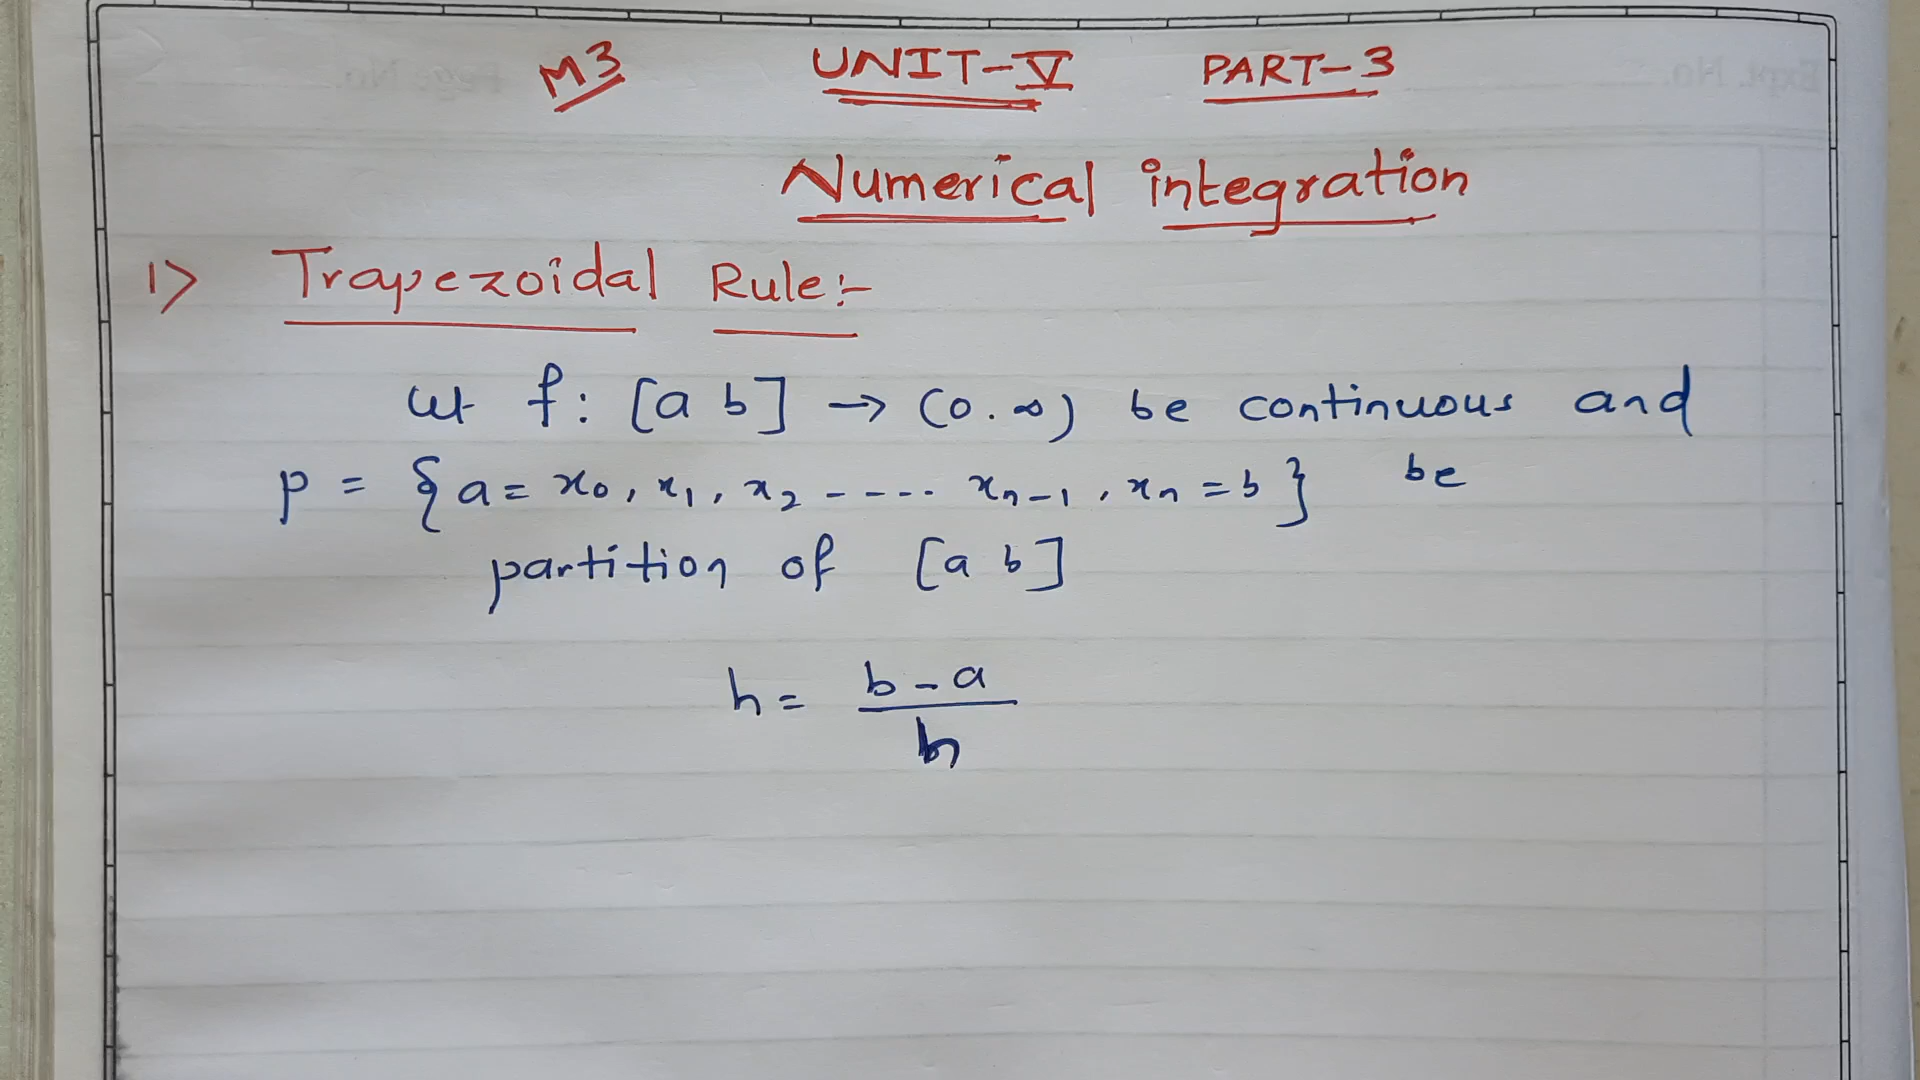 M3 UNIT-V PART-3
Numerical integration
1> Trapezoidal Rule:-
Let f: [a b] → (0.∞) be continuous and
p = {a = x₀, x₁, x₂ - - - - .. xₙ₋₁, xₙ = b} be
partition of [a b]
h = b - a
n